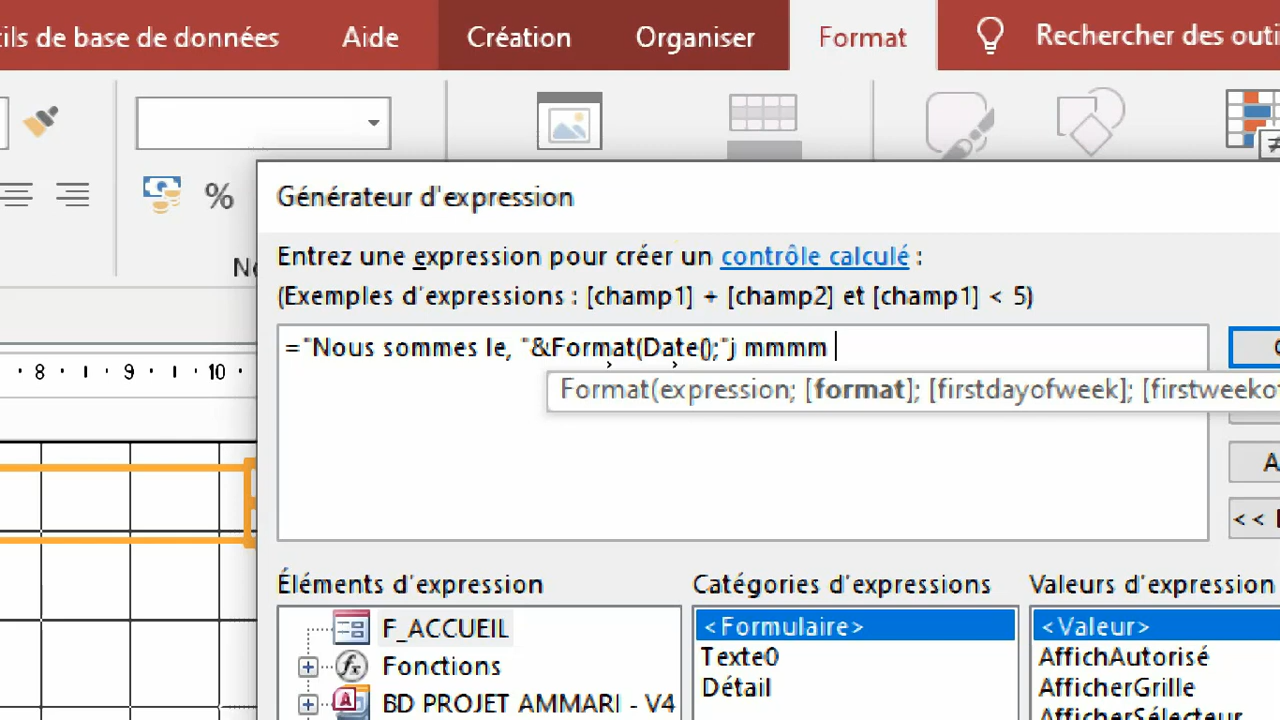 ils de base de données Aide Création Organiser Format Rechercher des outi
%
8 9 10
Générateur d'expression
Entrez une expression pour créer un contrôle calculé :
(Exemples d'expressions : [champ1] + [champ2] et [champ1] < 5)
="Nous sommes le, "&Format(Date();"j mmmm
Format(expression; [format]; [firstdayofweek]; [firstweekof
<<
Éléments d'expression Catégories d'expressions Valeurs d'expression
F_ACCUEIL <Formulaire> <Valeur>
Fonctions Texte0 AffichAutorisé
BD PROJET AMMARI - V4 Détail AfficherGrille
AfficherSélecteur